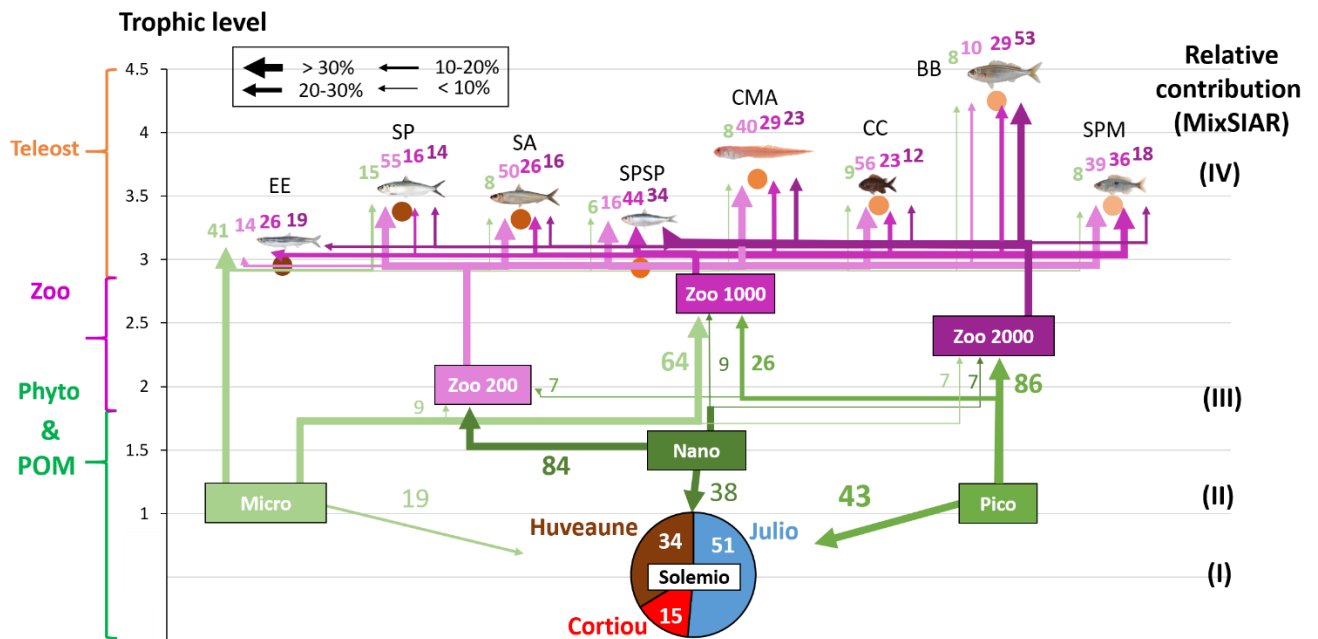 Trophic level
Relative
contribution
(MixSIAR)
> 30%
10-20%
20-30%
< 10%
4.5
4
3.5
3
2.5
2
1.5
1
Teleost
Zoo
Phyto
&
POM
(IV)
(III)
(II)
(I)
BB
8 10 29 53
CMA
8 40 29 23
SP
15 55 16 14
SA
8 50 26 16
SPSP
6 16 44 34
CC
9 56 23 12
SPM
8 39 36 18
EE
41 14 26 19
Zoo 1000
Zoo 2000
Zoo 200
64
9
26
7
7
7
86
9
84
Nano
Micro
Pico
19
38
43
Huveaune
Julio
34
51
Solemio
15
Cortiou